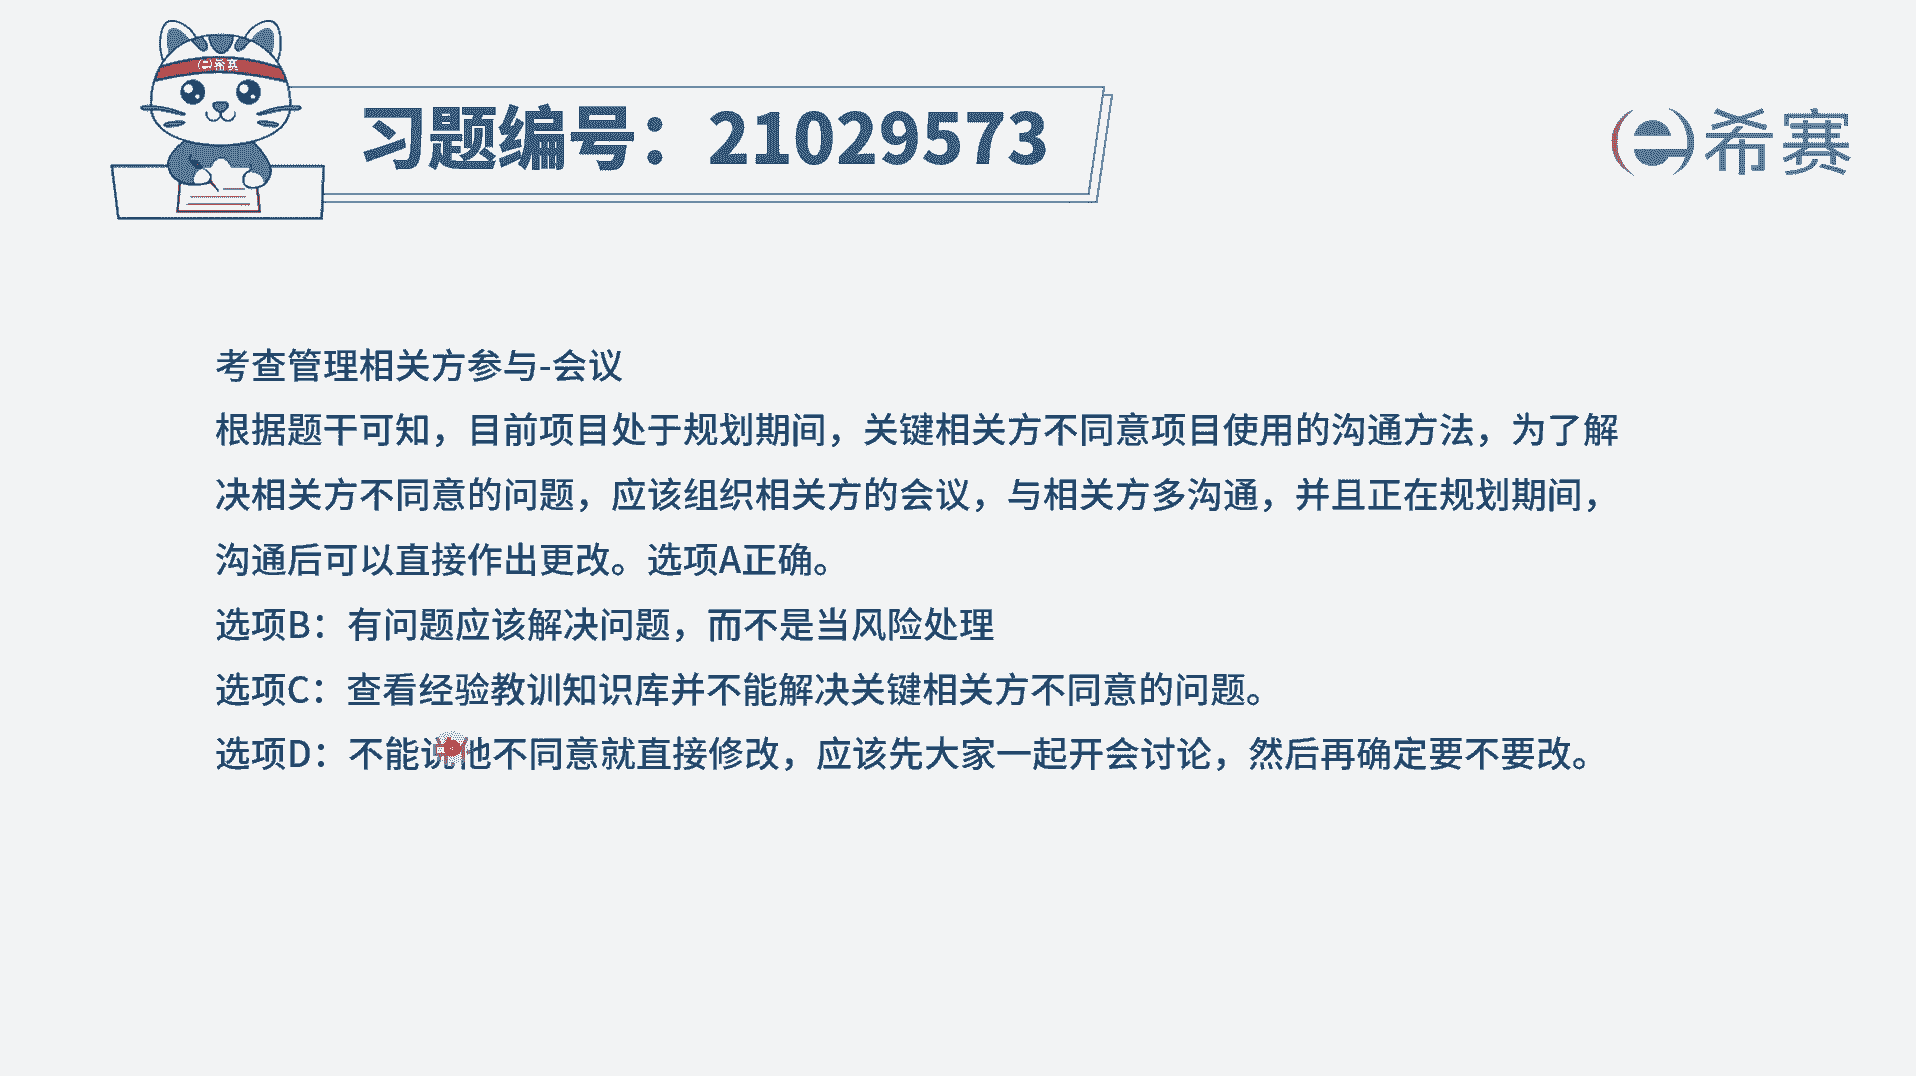 希赛
习题编号：21029573
希赛
考查管理相关方参与-会议
根据题干可知，目前项目处于规划期间，关键相关方不同意项目使用的沟通方法，为了解
决相关方不同意的问题，应该组织相关方的会议，与相关方多沟通，并且正在规划期间，
沟通后可以直接作出更改。选项A正确。
选项B：有问题应该解决问题，而不是当风险处理
选项C：查看经验教训知识库并不能解决关键相关方不同意的问题。
选项D：不能说他不同意就直接修改，应该先大家一起开会讨论，然后再确定要不要改。